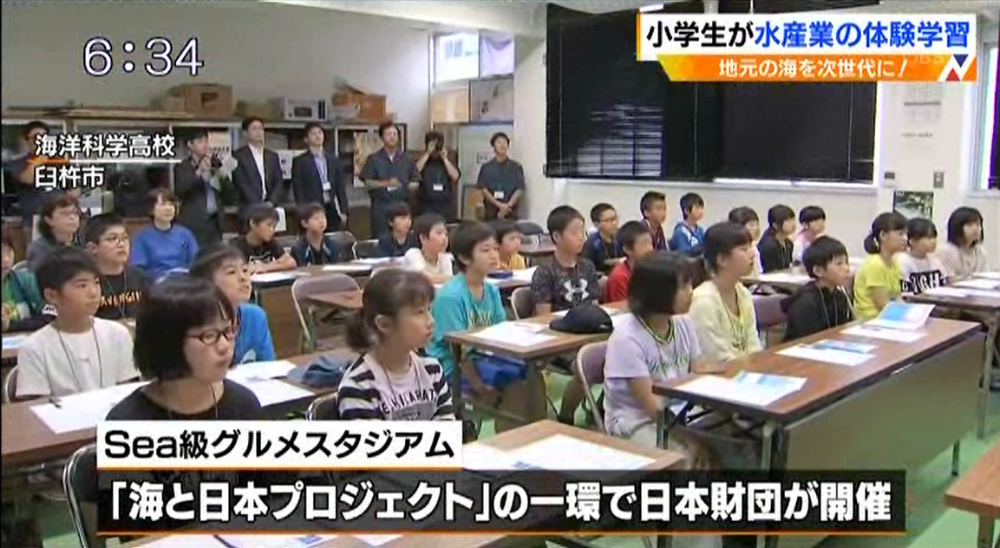 6:34
小学生が水産業の体験学習
地元の海を次世代に!
OBS
N
海洋科学高校
臼杵市
Sea級グルメスタジアム
「海と日本プロジェクト」の一環で日本財団が開催